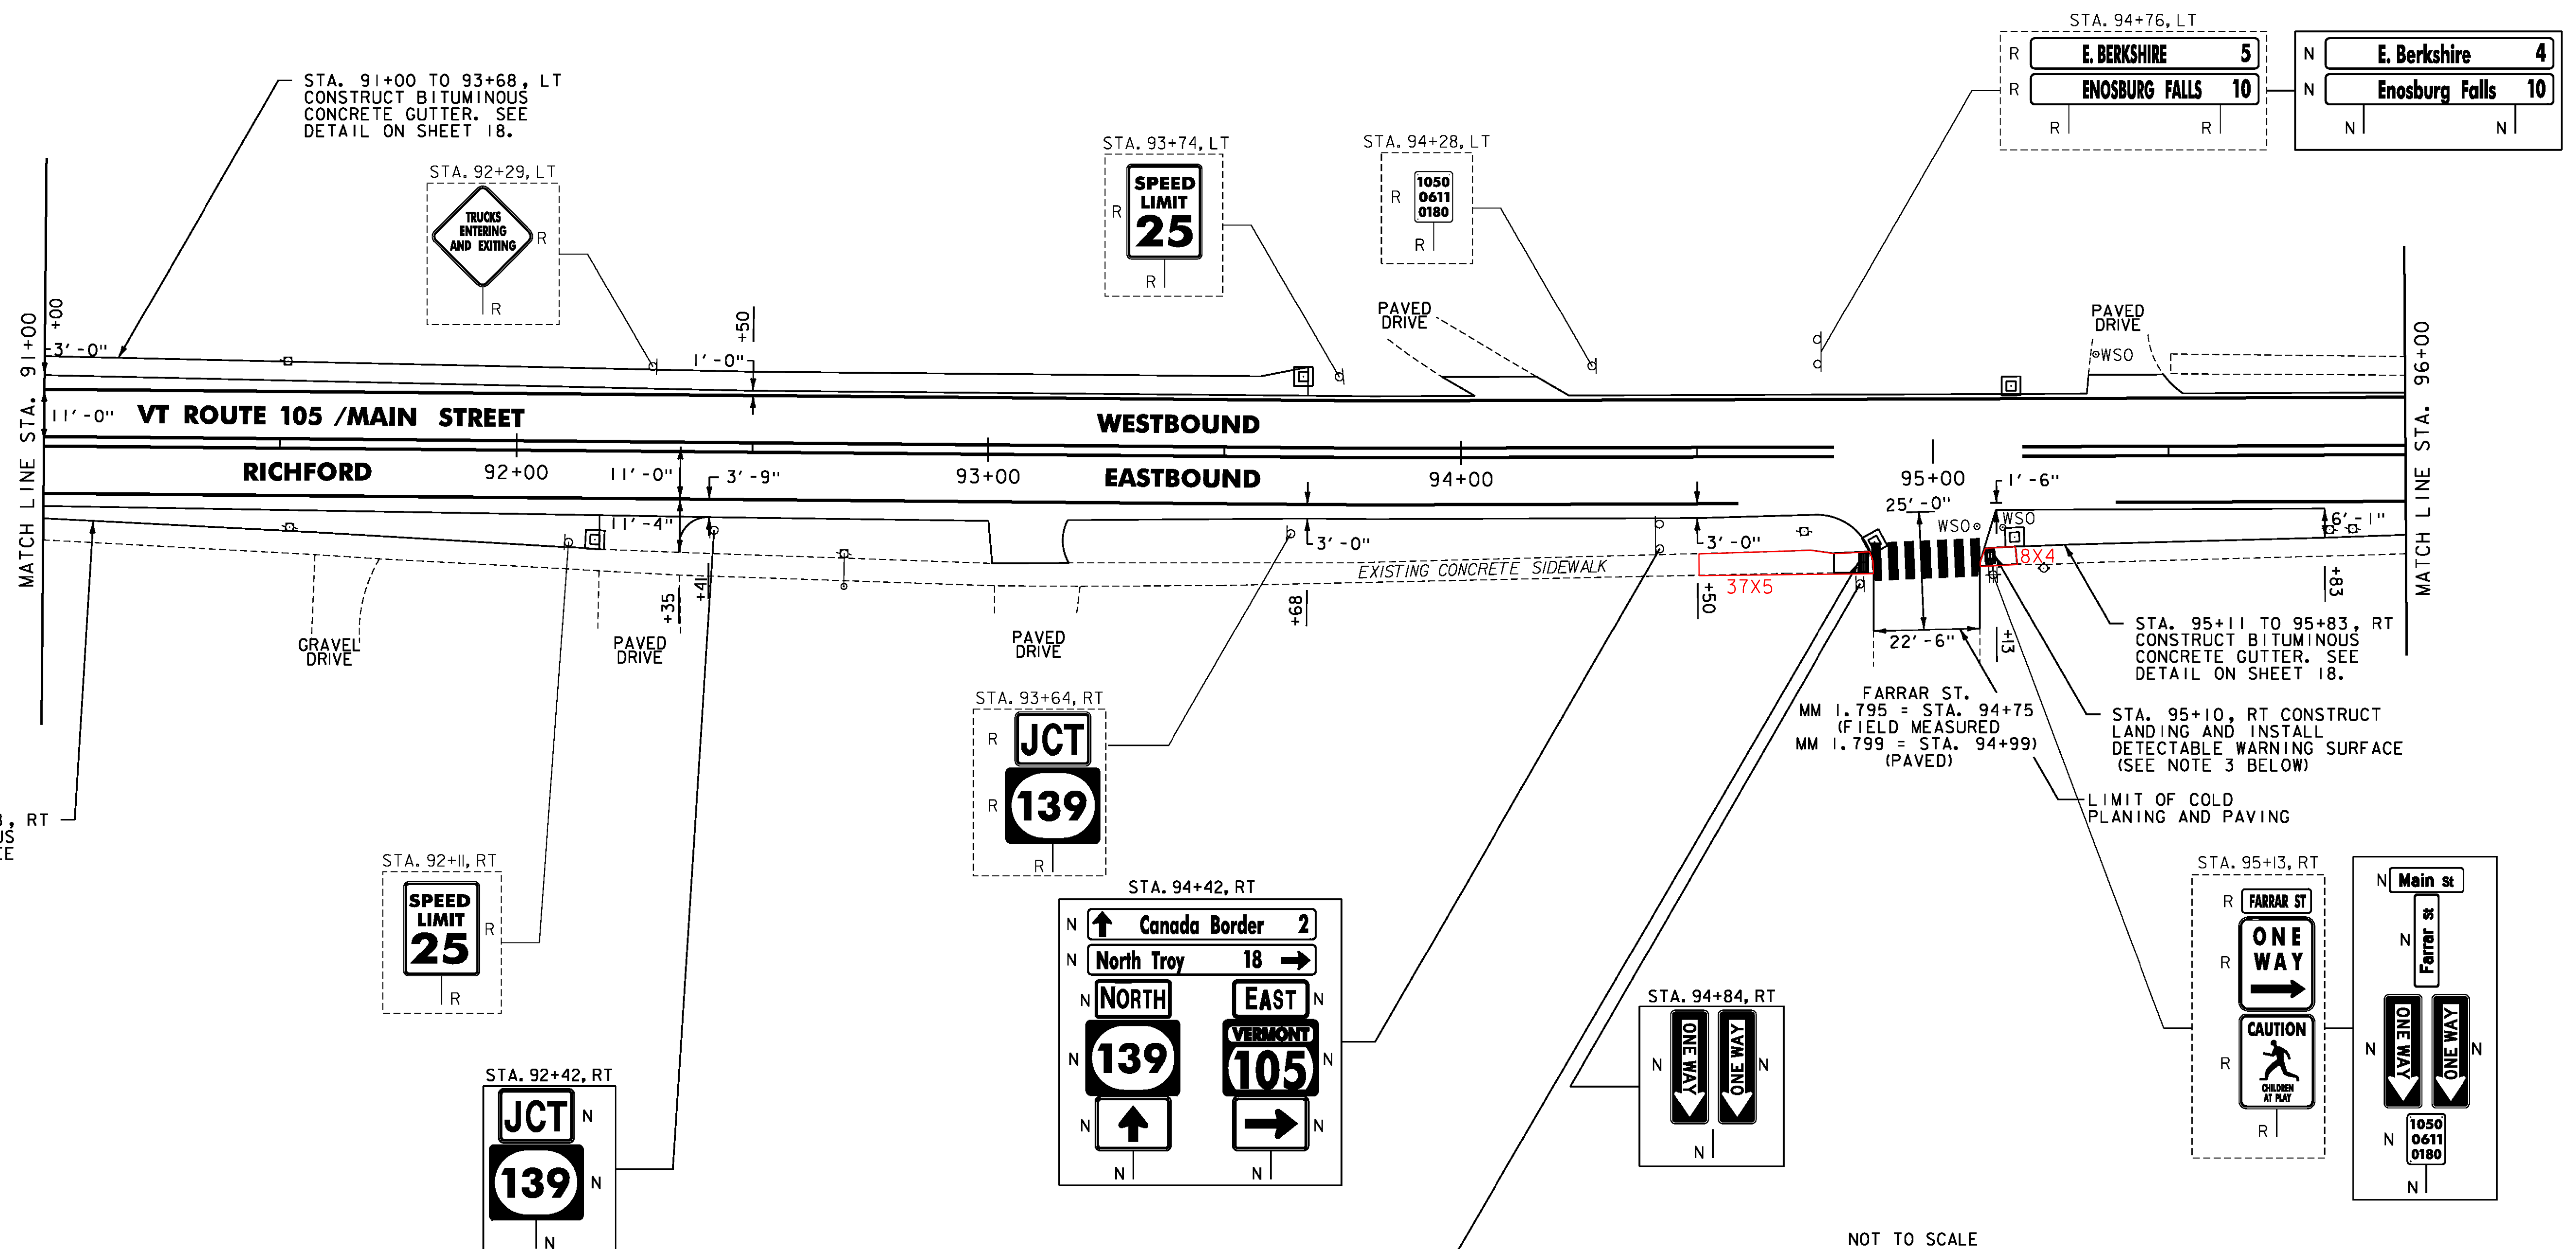 STA. 91+00 TO 93+68, LT
CONSTRUCT BITUMINOUS
CONCRETE GUTTER. SEE
DETAIL ON SHEET 18.
STA. 92+29, LT
TRUCKS
ENTERING
AND EXITING
R
R
STA. 93+74, LT
SPEED
LIMIT
25
R
R
STA. 94+28, LT
1050
0611
0180
R
R
STA. 94+76, LT
R E. BERKSHIRE 5
R ENOSBURG FALLS 10
R R
N E. Berkshire 4
N Enosburg Falls 10
N N
PAVED
DRIVE
PAVED
DRIVE
WSO
MATCH LINE STA. 91+00
+00
3'-0"
11'-0"
+50
1'-0"
VT ROUTE 105 /MAIN STREET
WESTBOUND
RICHFORD
EASTBOUND
92+00
93+00
94+00
95+00
11'-0"
3'-9"
11'-4"
+35
+41
3'-0"
+68
3'-0"
+50
25'-0"
1'-6"
WSO
WSO
6'-1"
+83
MATCH LINE STA. 96+00
EXISTING CONCRETE SIDEWALK
37X5
18X4
22'-6"
+13
GRAVEL
DRIVE
PAVED
DRIVE
PAVED
DRIVE
STA. 95+11 TO 95+83, RT
CONSTRUCT BITUMINOUS
CONCRETE GUTTER. SEE
DETAIL ON SHEET 18.
FARRAR ST.
MM 1.795 = STA. 94+75
(FIELD MEASURED
MM 1.799 = STA. 94+99)
(PAVED)
STA. 95+10, RT CONSTRUCT
LANDING AND INSTALL
DETECTABLE WARNING SURFACE
(SEE NOTE 3 BELOW)
LIMIT OF COLD
PLANING AND PAVING
, RT
US
EE
STA. 93+64, RT
R JCT
R 139
R
STA. 92+11, RT
SPEED
LIMIT
25
R
R
STA. 92+42, RT
JCT N
139 N
N
STA. 94+42, RT
N Canada Border 2
N North Troy 18
N NORTH EAST N
VERMONT
N 139 105 N
N N
N N
STA. 94+84, RT
N ONE WAY ONE WAY N
N
STA. 95+13, RT
R FARRAR ST
ONE
R WAY
CAUTION
R
CHILDREN
AT PLAY
R
N Main St
N Farrar St
N ONE WAY ONE WAY N
1050
N 0611
0180
N
NOT TO SCALE